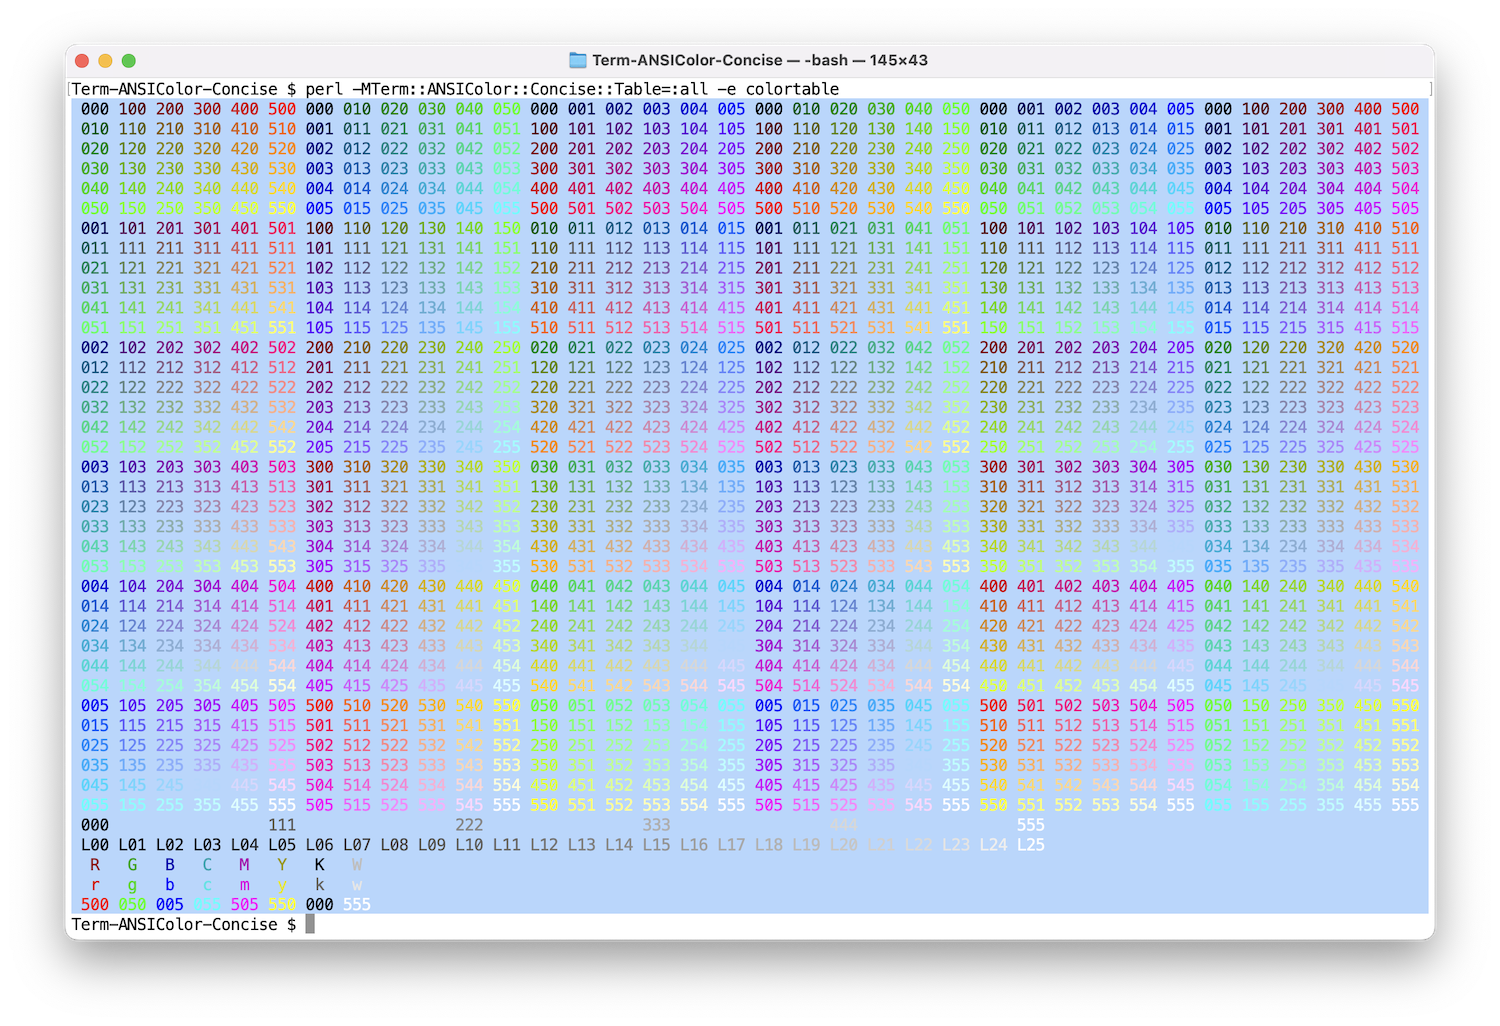 Term-ANSIColor-Concise — -bash — 145×43
Term-ANSIColor-Concise $ perl -MTerm::ANSIColor::Concise::Table=:all -e colortable
000 100 200 300 400 500 000 010 020 030 040 050 000 001 002 003 004 005 000 010 020 030 040 050 000 001 002 003 004 005 000 100 200 300 400 500
010 110 210 310 410 510 001 011 021 031 041 051 100 101 102 103 104 105 100 110 120 130 140 150 010 011 012 013 014 015 001 101 201 301 401 501
020 120 220 320 420 520 002 012 022 032 042 052 200 201 202 203 204 205 200 210 220 230 240 250 020 021 022 023 024 025 002 102 202 302 402 502
030 130 230 330 430 530 003 013 023 033 043 053 300 301 302 303 304 305 300 310 320 330 340 350 030 031 032 033 034 035 003 103 203 303 403 503
040 140 240 340 440 540 004 014 024 034 044 054 400 401 402 403 404 405 400 410 420 430 440 450 040 041 042 043 044 045 004 104 204 304 404 504
050 150 250 350 450 550 005 015 025 035 045 055 500 501 502 503 504 505 500 510 520 530 540 550 050 051 052 053 054 055 005 105 205 305 405 505
001 101 201 301 401 501 100 110 120 130 140 150 010 011 012 013 014 015 001 011 021 031 041 051 100 101 102 103 104 105 010 110 210 310 410 510
011 111 211 311 411 511 101 111 121 131 141 151 110 111 112 113 114 115 101 111 121 131 141 151 110 111 112 113 114 115 011 111 211 311 411 511
021 121 221 321 421 521 102 112 122 132 142 152 210 211 212 213 214 215 201 211 221 231 241 251 120 121 122 123 124 125 012 112 212 312 412 512
031 131 231 331 431 531 103 113 123 133 143 153 310 311 312 313 314 315 301 311 321 331 341 351 130 131 132 133 134 135 013 113 213 313 413 513
041 141 241 341 441 541 104 114 124 134 144 154 410 411 412 413 414 415 401 411 421 431 441 451 140 141 142 143 144 145 014 114 214 314 414 514
051 151 251 351 451 551 105 115 125 135 145 155 510 511 512 513 514 515 501 511 521 531 541 551 150 151 152 153 154 155 015 115 215 315 415 515
002 102 202 302 402 502 200 210 220 230 240 250 020 021 022 023 024 025 002 012 022 032 042 052 200 201 202 203 204 205 020 120 220 320 420 520
012 112 212 312 412 512 201 211 221 231 241 251 120 121 122 123 124 125 102 112 122 132 142 152 210 211 212 213 214 215 021 121 221 321 421 521
022 122 222 322 422 522 202 212 222 232 242 252 220 221 222 223 224 225 202 212 222 232 242 252 220 221 222 223 224 225 022 122 222 322 422 522
032 132 232 332 432 532 203 213 223 233 243 253 320 321 322 323 324 325 302 312 322 332 342 352 230 231 232 233 234 235 023 123 223 323 423 523
042 142 242 342 442 542 204 214 224 234 244 254 420 421 422 423 424 425 402 412 422 432 442 452 240 241 242 243 244 245 024 124 224 324 424 524
052 152 252 352 452 552 205 215 225 235 245 255 520 521 522 523 524 525 502 512 522 532 542 552 250 251 252 253 254 255 025 125 225 325 425 525
003 103 203 303 403 503 300 310 320 330 340 350 030 031 032 033 034 035 003 013 023 033 043 053 300 301 302 303 304 305 030 130 230 330 430 530
013 113 213 313 413 513 301 311 321 331 341 351 130 131 132 133 134 135 103 113 123 133 143 153 310 311 312 313 314 315 031 131 231 331 431 531
023 123 223 323 423 523 302 312 322 332 342 352 230 231 232 233 234 235 203 213 223 233 243 253 320 321 322 323 324 325 032 132 232 332 432 532
033 133 233 333 433 533 303 313 323 333 343 353 330 331 332 333 334 335 303 313 323 333 343 353 330 331 332 333 334 335 033 133 233 333 433 533
043 143 243 343 443 543 304 314 324 334 344 354 430 431 432 433 434 435 403 413 423 433 443 453 340 341 342 343 344 034 134 234 334 434 534
053 153 253 353 453 553 305 315 325 335 355 530 531 532 533 534 535 503 513 523 533 543 553 350 351 352 353 354 355 035 135 235 335 435 535
004 104 204 304 404 504 400 410 420 430 440 450 040 041 042 043 044 045 004 014 024 034 044 054 400 401 402 403 404 405 040 140 240 340 440 540
014 114 214 314 414 514 401 411 421 431 441 451 140 141 142 143 144 145 104 114 124 134 144 154 410 411 412 413 414 415 041 141 241 341 441 541
024 124 224 324 424 524 402 412 422 432 442 452 240 241 242 243 244 245 204 214 224 234 244 254 420 421 422 423 424 425 042 142 242 342 442 542
034 134 234 334 434 534 403 413 423 433 443 453 340 341 342 343 344 304 314 324 334 344 354 430 431 432 433 434 435 043 143 243 343 443 543
044 144 244 344 444 544 404 414 424 434 444 454 440 441 442 443 444 445 404 414 424 434 444 454 440 441 442 443 444 445 044 144 244 344 444 544
054 154 254 354 454 554 405 415 425 435 445 455 540 541 542 543 544 545 504 514 524 534 544 554 450 451 452 453 454 455 045 145 245 445 545
005 105 205 305 405 505 500 510 520 530 540 550 050 051 052 053 054 055 005 015 025 035 045 055 500 501 502 503 504 505 050 150 250 350 450 550
015 115 215 315 415 515 501 511 521 531 541 551 150 151 152 153 154 155 105 115 125 135 145 155 510 511 512 513 514 515 051 151 251 351 451 551
025 125 225 325 425 525 502 512 522 532 542 552 250 251 252 253 254 255 205 215 225 235 245 255 520 521 522 523 524 525 052 152 252 352 452 552
035 135 235 335 435 535 503 513 523 533 543 553 350 351 352 353 354 355 305 315 325 335 355 530 531 532 533 534 535 053 153 253 353 453 553
045 145 245 445 545 504 514 524 534 544 554 450 451 452 453 454 455 405 415 425 435 445 455 540 541 542 543 544 545 054 154 254 354 454 554
055 155 255 355 455 555 505 515 525 535 545 555 550 551 552 553 554 555 505 515 525 535 545 555 550 551 552 553 554 555 055 155 255 355 455 555
000 111 222 333 444 555
L00 L01 L02 L03 L04 L05 L06 L07 L08 L09 L10 L11 L12 L13 L14 L15 L16 L17 L18 L19 L20 L21 L22 L23 L24 L25
R G B C M Y K W
r g b c m y k w
500 050 005 055 505 550 000 555
Term-ANSIColor-Concise $